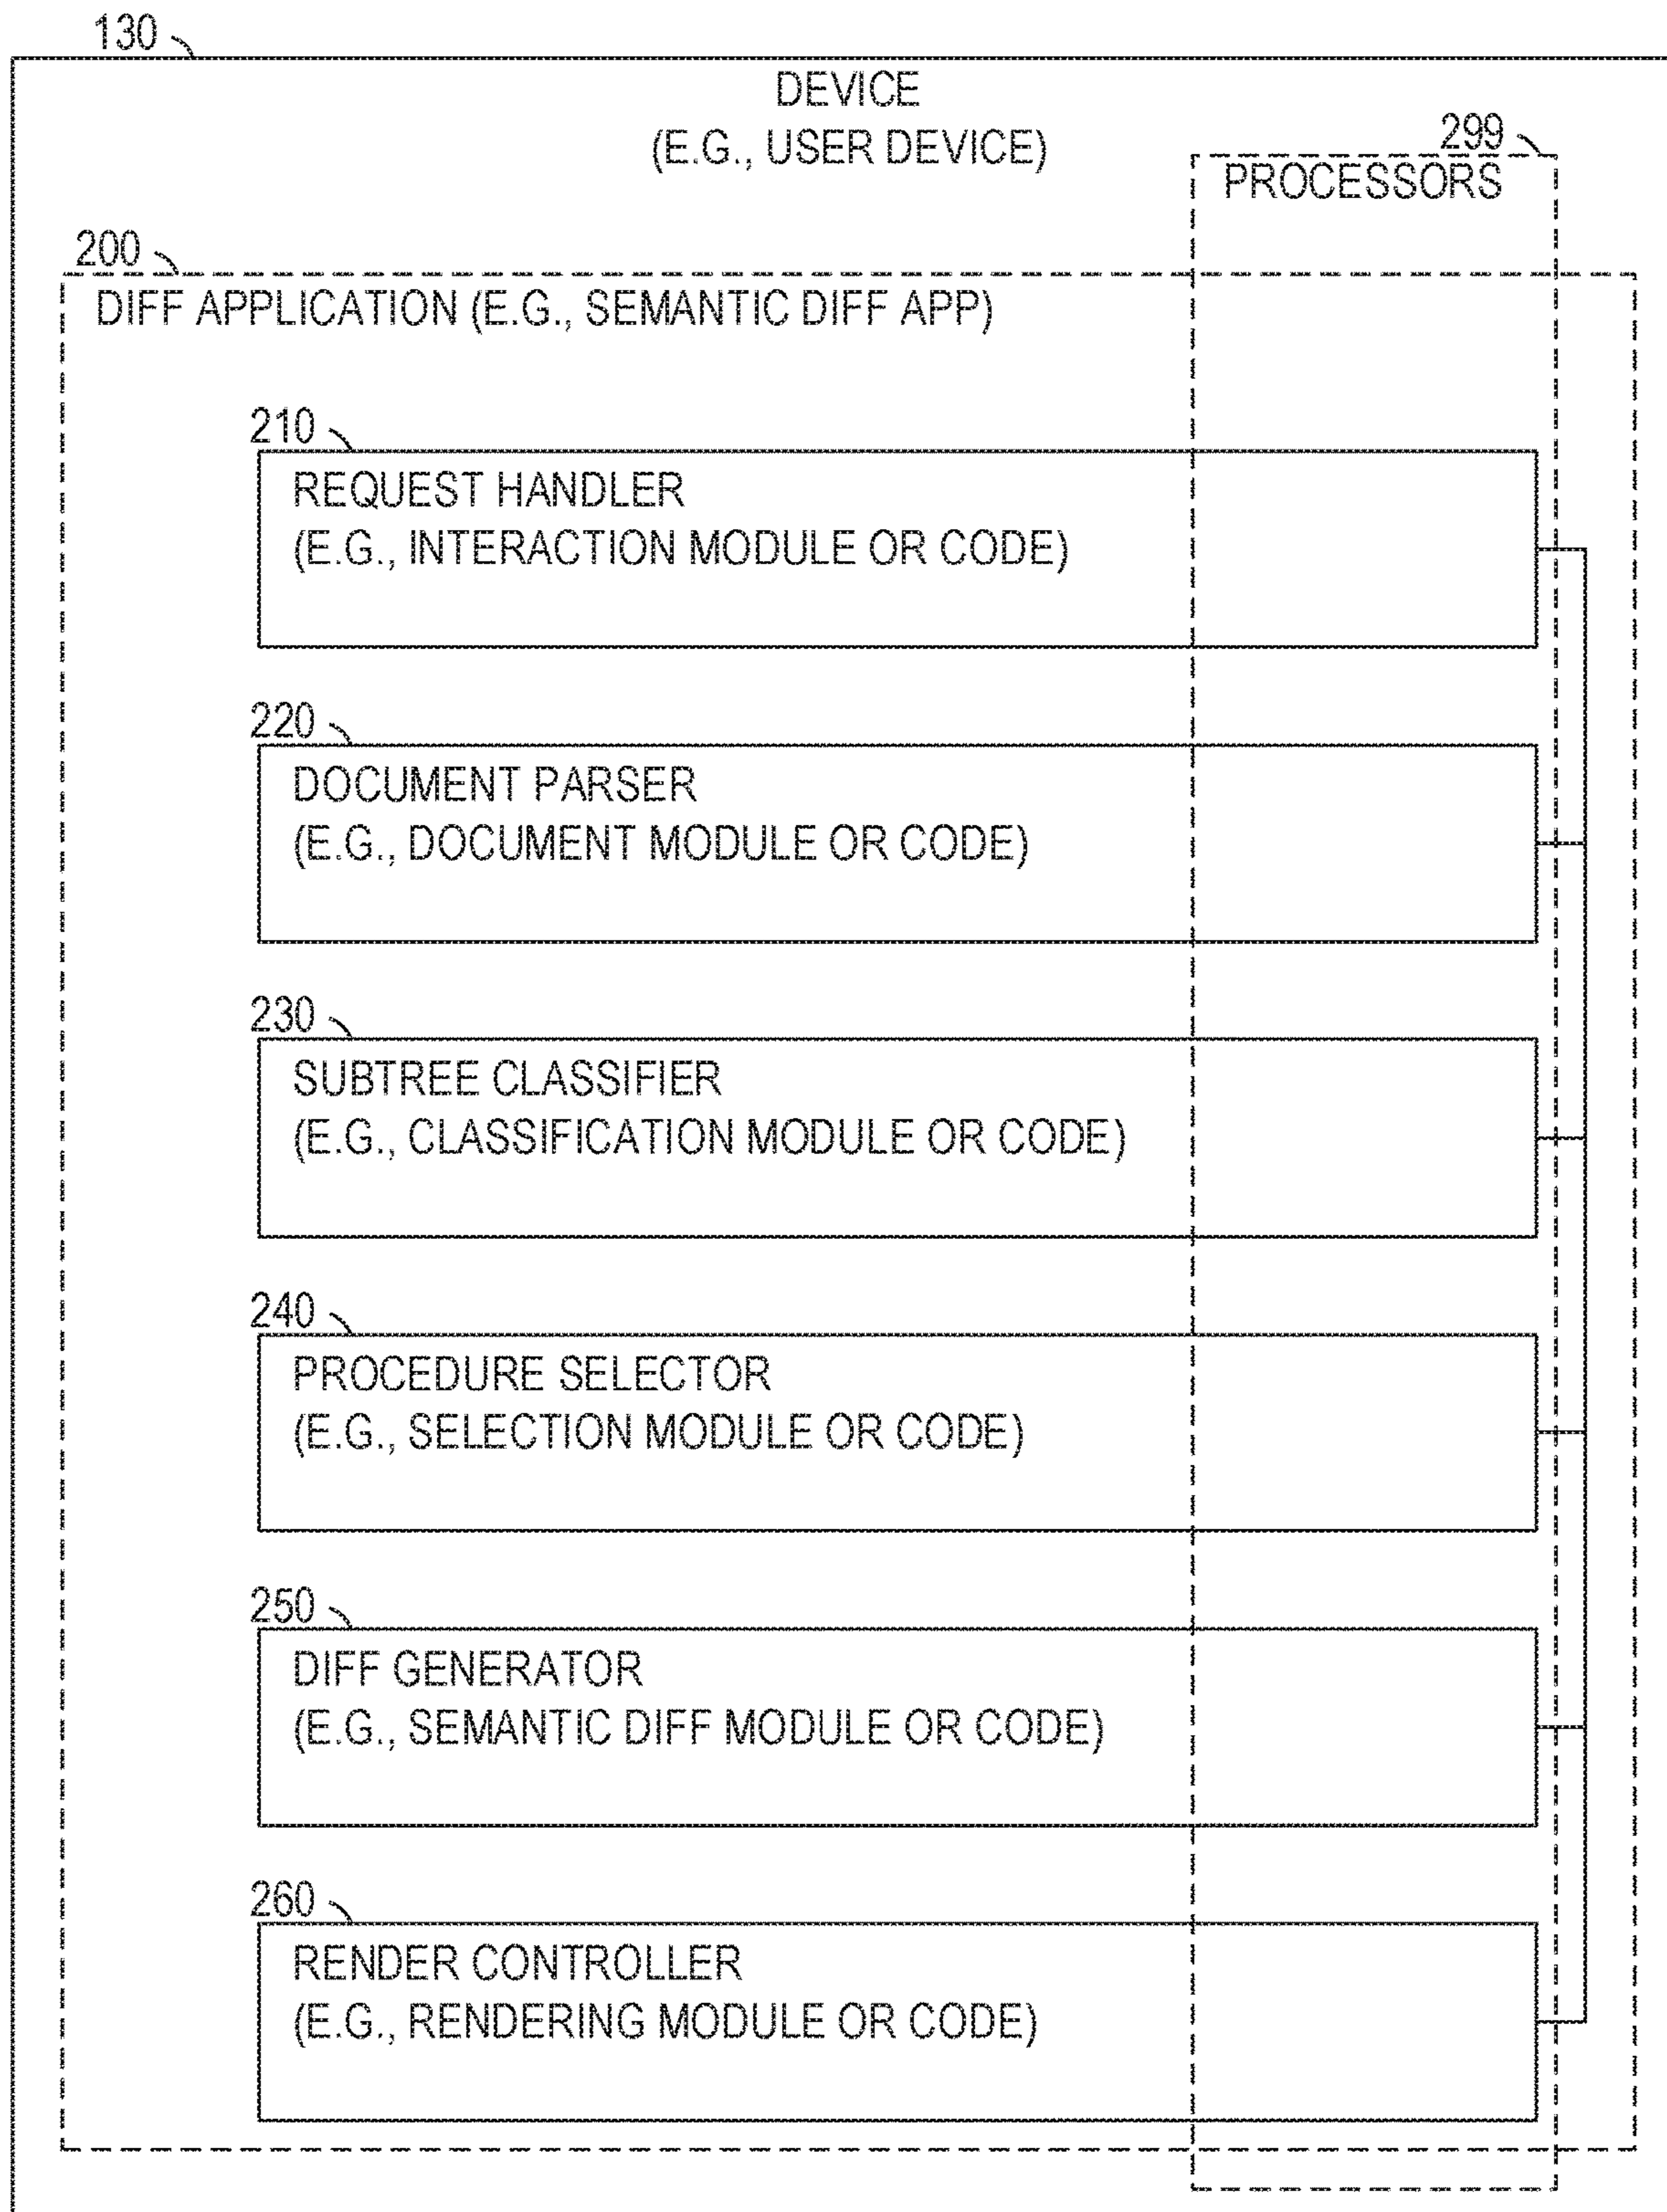 130
DEVICE
(E.G., USER DEVICE)
299
PROCESSORS
200
DIFF APPLICATION (E.G., SEMANTIC DIFF APP)
210
REQUEST HANDLER
(E.G., INTERACTION MODULE OR CODE)
220
DOCUMENT PARSER
(E.G., DOCUMENT MODULE OR CODE)
230
SUBTREE CLASSIFIER
(E.G., CLASSIFICATION MODULE OR CODE)
240
PROCEDURE SELECTOR
(E.G., SELECTION MODULE OR CODE)
250
DIFF GENERATOR
(E.G., SEMANTIC DIFF MODULE OR CODE)
260
RENDER CONTROLLER
(E.G., RENDERING MODULE OR CODE)